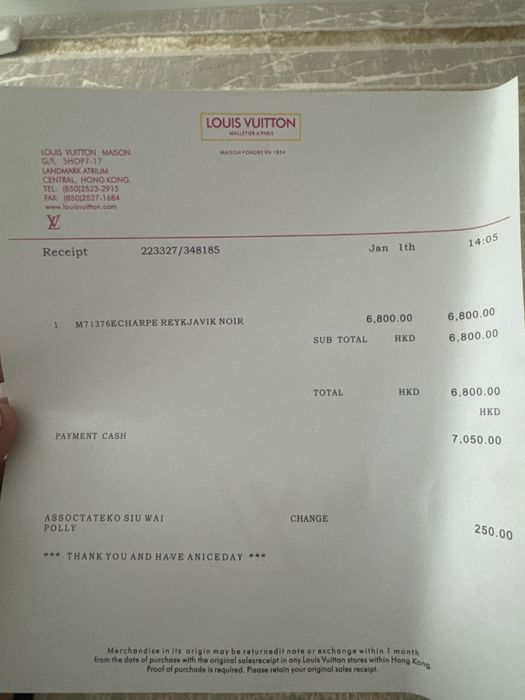 LOUIS VUITTON
MALLETIER A PARIS
MAISON FONDÉE EN 1854
LOUIS VUITTON MAISON
G/F, SHOP7-17
LANDMARK ATRIUM
CENTRAL, HONG KONG.
TEL: (850)2523-2915
FAX: (850)2527-1684
www.louisvuitton.com
LV
Receipt 223327/348185 Jan 1th 14:05
1 M71376ECHARPE REYKJAVIK NOIR 6,800.00 6,800.00
SUB TOTAL HKD 6,800.00
TOTAL HKD 6,800.00
HKD
PAYMENT CASH 7,050.00
ASSOCTATEKO SIU WAI CHANGE 250.00
POLLY
*** THANK YOU AND HAVE ANICEDAY ***
Merchandise in its origin may be returnedit note or exchange within 1 month
from the date of purchase with the original salesreceipt in any Louis Vuitton stores within Hong Kong.
Proof of purchade is required. Please retain your original sales receipt.